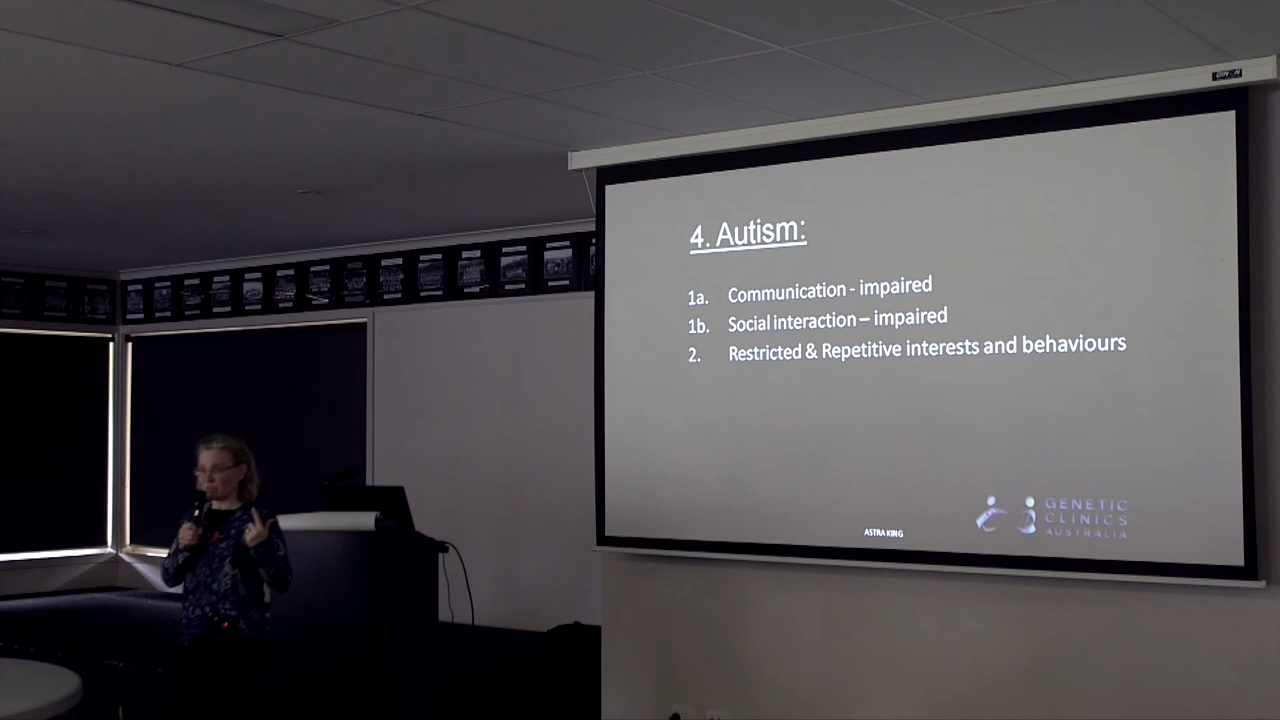 4. Autism:
1a. Communication - impaired
1b. Social interaction – impaired
2. Restricted & Repetitive interests and behaviours
ASTRA KING
GENETIC
CLINICS
AUSTRALIA